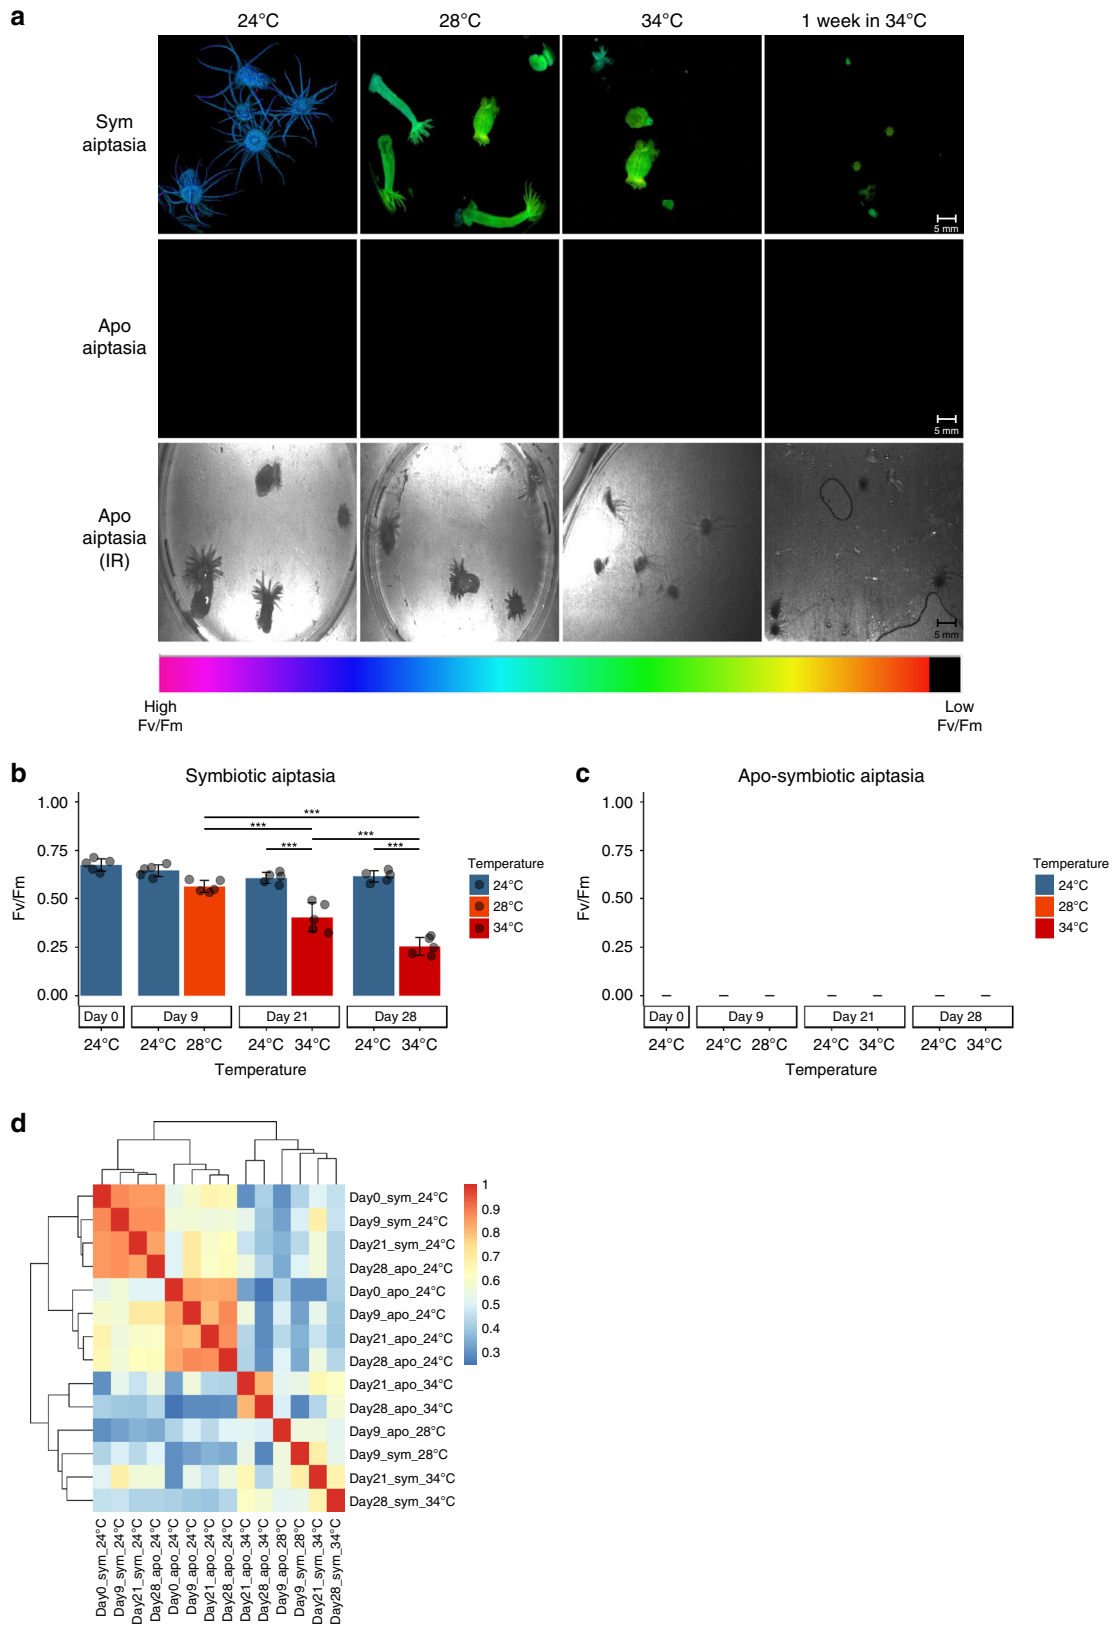 a
24°C 28°C 34°C 1 week in 34°C
Sym
aiptasia
5 mm
Apo
aiptasia
5 mm
Apo
aiptasia
(IR)
5 mm
High
Fv/Fm
Low
Fv/Fm
b
Symbiotic aiptasia
1.00
0.75
0.50
0.25
0.00
Fv/Fm
***
***
***
***
***
Day 0 Day 9 Day 21 Day 28
24°C 24°C 28°C 24°C 34°C 24°C 34°C
Temperature
Temperature
24°C
28°C
34°C
c
Apo-symbiotic aiptasia
1.00
0.75
0.50
0.25
0.00
Fv/Fm
Day 0 Day 9 Day 21 Day 28
24°C 24°C 28°C 24°C 34°C 24°C 34°C
Temperature
Temperature
24°C
28°C
34°C
d
Day0_sym_24°C
Day9_sym_24°C
Day21_sym_24°C
Day28_apo_24°C
Day0_apo_24°C
Day9_apo_24°C
Day21_apo_24°C
Day28_apo_24°C
Day21_apo_34°C
Day28_apo_34°C
Day9_apo_28°C
Day9_sym_28°C
Day21_sym_34°C
Day28_sym_34°C
1
0.9
0.8
0.7
0.6
0.5
0.4
0.3
Day0_sym_24°C
Day9_sym_24°C
Day21_sym_24°C
Day28_apo_24°C
Day0_apo_24°C
Day9_apo_24°C
Day21_apo_24°C
Day28_apo_24°C
Day21_apo_34°C
Day28_apo_34°C
Day9_apo_28°C
Day9_sym_28°C
Day21_sym_34°C
Day28_sym_34°C